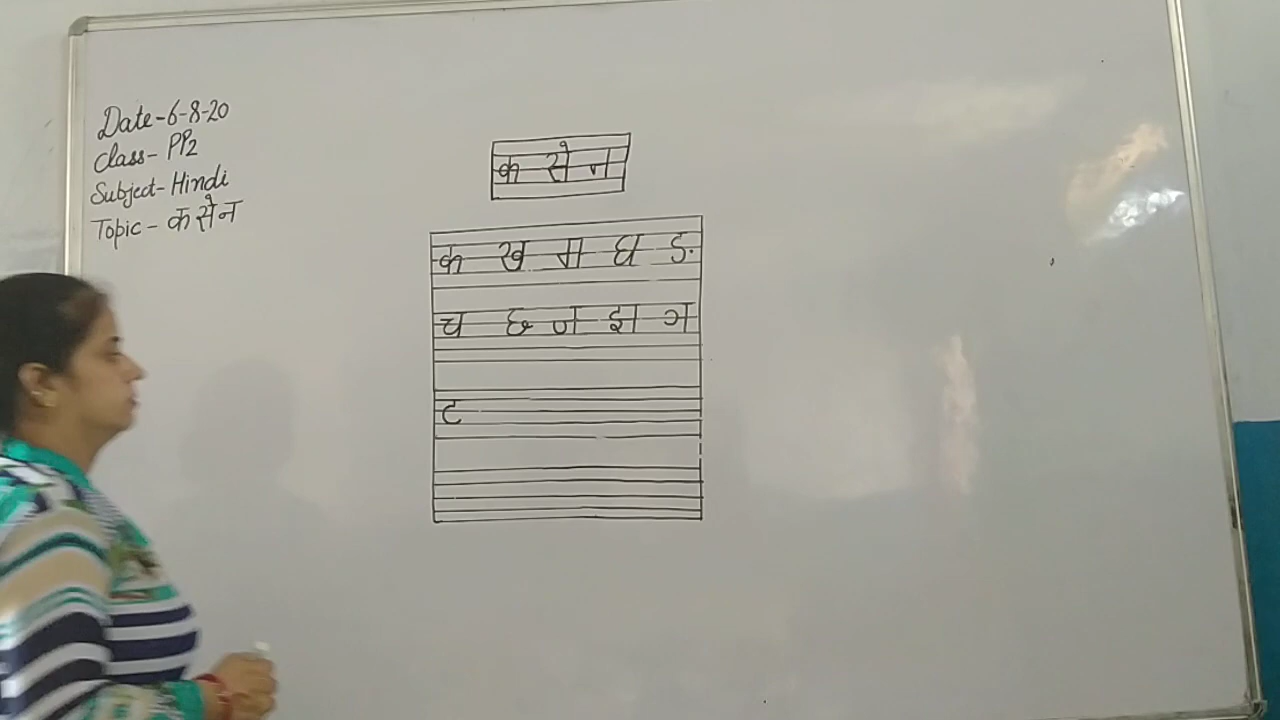 Date-6-8-20
Class- PP2
Subject- Hindi
Topic- क से न
क से न
क ख ग घ ङ
च छ ज झ ञ
ट